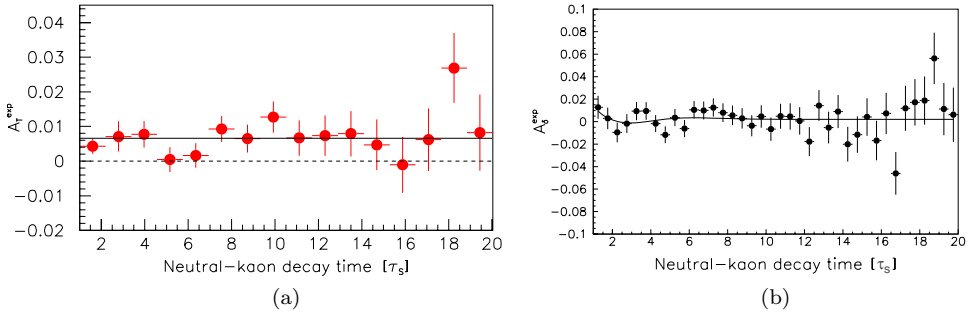 0.04
0.03
0.02
0.01
0
−0.01
−0.02
A_T^exp
2 4 6 8 10 12 14 16 18 20
Neutral−kaon decay time [τ_S]
(a)
0.1
0.08
0.06
0.04
0.02
0
−0.02
−0.04
−0.06
−0.08
−0.1
A_δ^exp
2 4 6 8 10 12 14 16 18 20
Neutral−kaon decay time [τ_S]
(b)